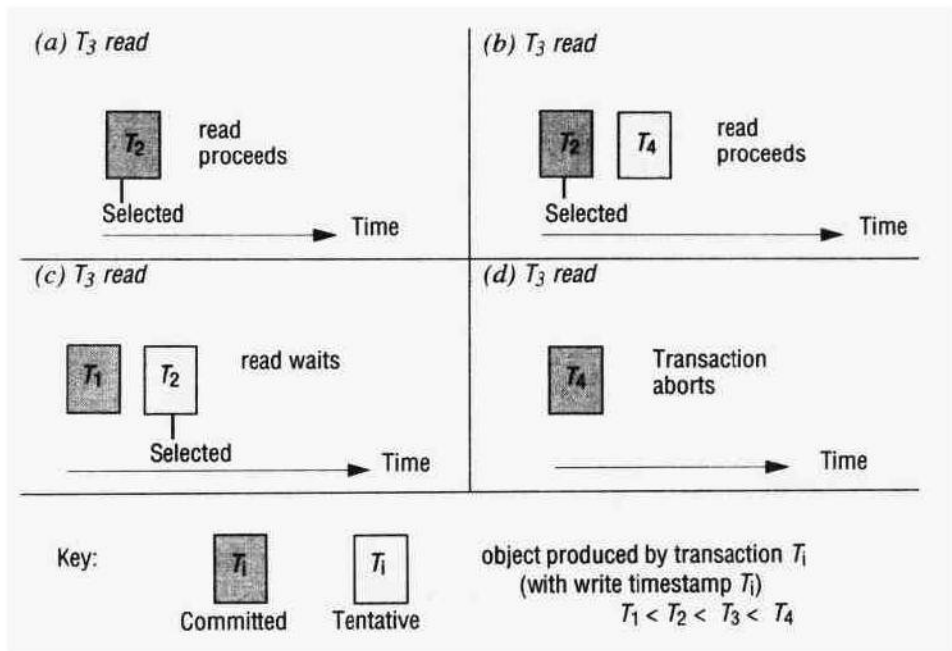 (a) T3 read
T2
read
proceeds
Selected
Time
(b) T3 read
T2
T4
read
proceeds
Selected
Time
(c) T3 read
T1
T2
read waits
Selected
Time
(d) T3 read
T4
Transaction
aborts
Time
Key:
Ti
Committed
Ti
Tentative
object produced by transaction Ti
(with write timestamp Ti)
T1 < T2 < T3 < T4